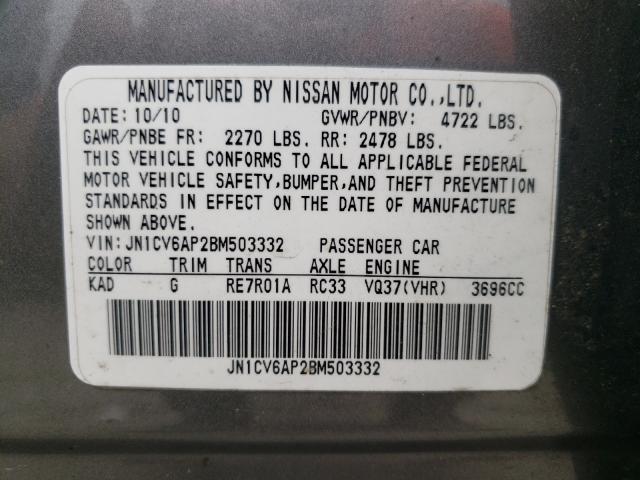 MANUFACTURED BY NISSAN MOTOR CO.,LTD.
DATE: 10/10 GVWR/PNBV: 4722 LBS.
GAWR/PNBE FR: 2270 LBS. RR: 2478 LBS.
THIS VEHICLE CONFORMS TO ALL APPLICABLE FEDERAL
MOTOR VEHICLE SAFETY,BUMPER,AND THEFT PREVENTION
STANDARDS IN EFFECT ON THE DATE OF MANUFACTURE
SHOWN ABOVE.
VIN:JN1CV6AP2BM503332 PASSENGER CAR
COLOR TRIM TRANS AXLE ENGINE
KAD G RE7R01A RC33 VQ37(VHR) 3696CC
JN1CV6AP2BM503332